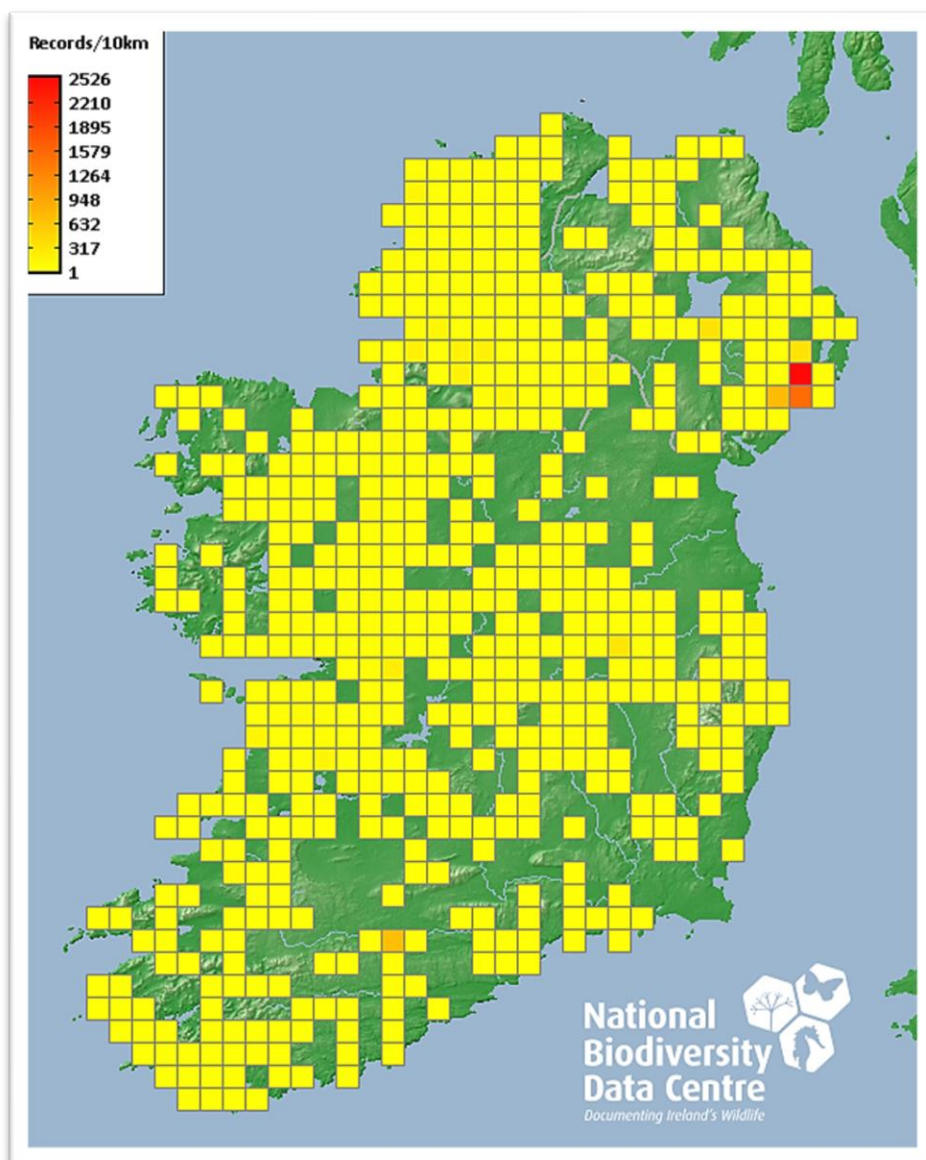 Records/10km
2526
2210
1895
1579
1264
948
632
317
1
National
Biodiversity
Data Centre
Documenting Ireland's Wildlife